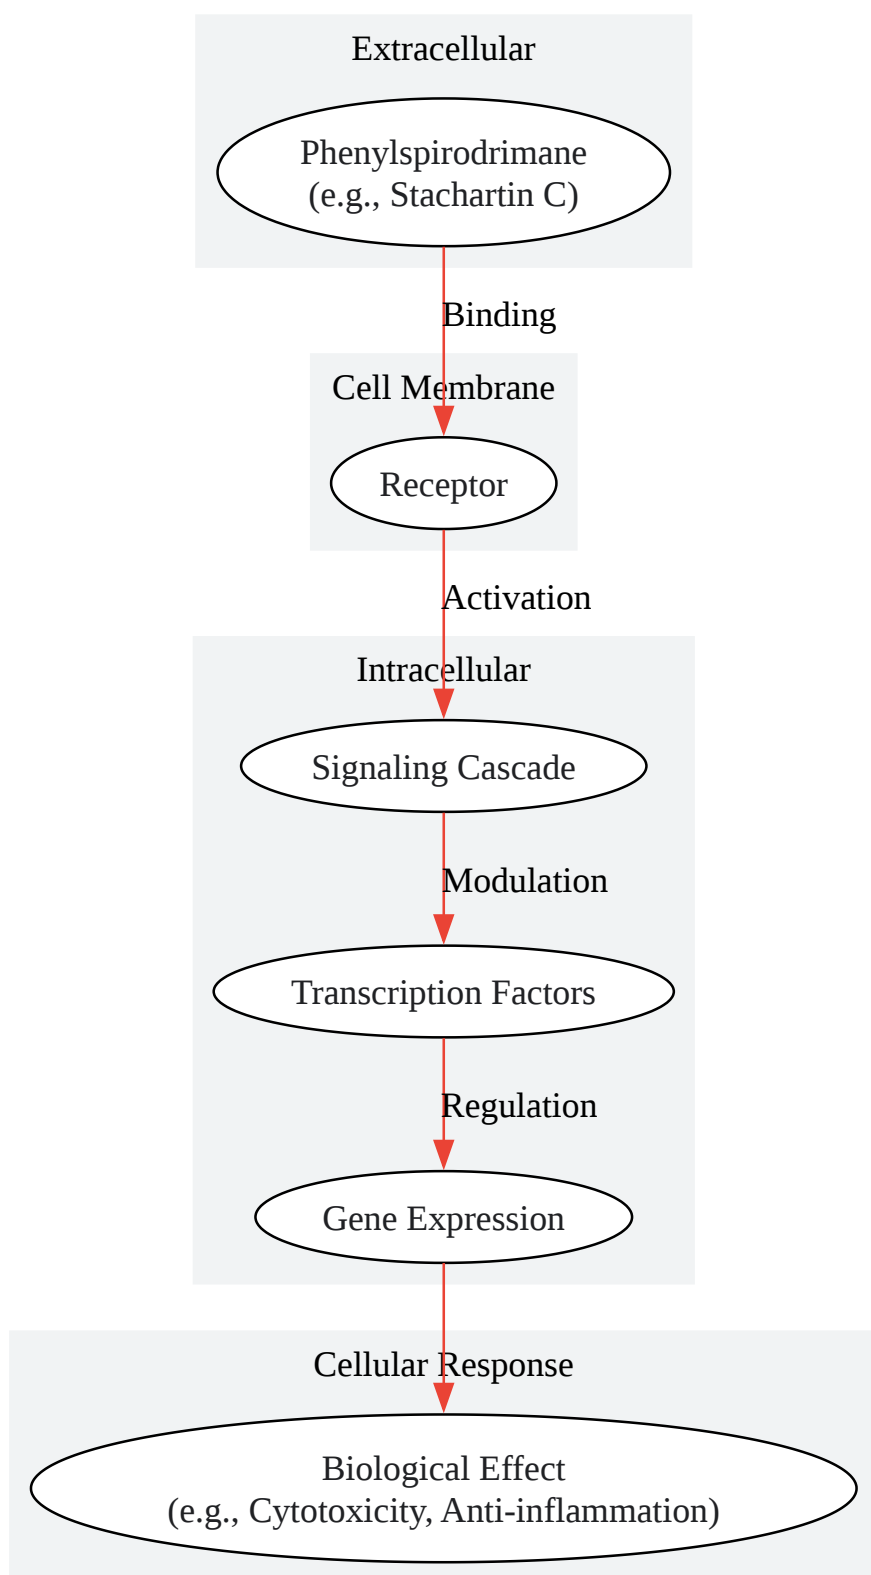 Extracellular
Phenylspirodrimane
(e.g., Stachartin C)
Binding
Cell Membrane
Receptor
Activation
Intracellular
Signaling Cascade
Modulation
Transcription Factors
Regulation
Gene Expression
Cellular Response
Biological Effect
(e.g., Cytotoxicity, Anti-inflammation)